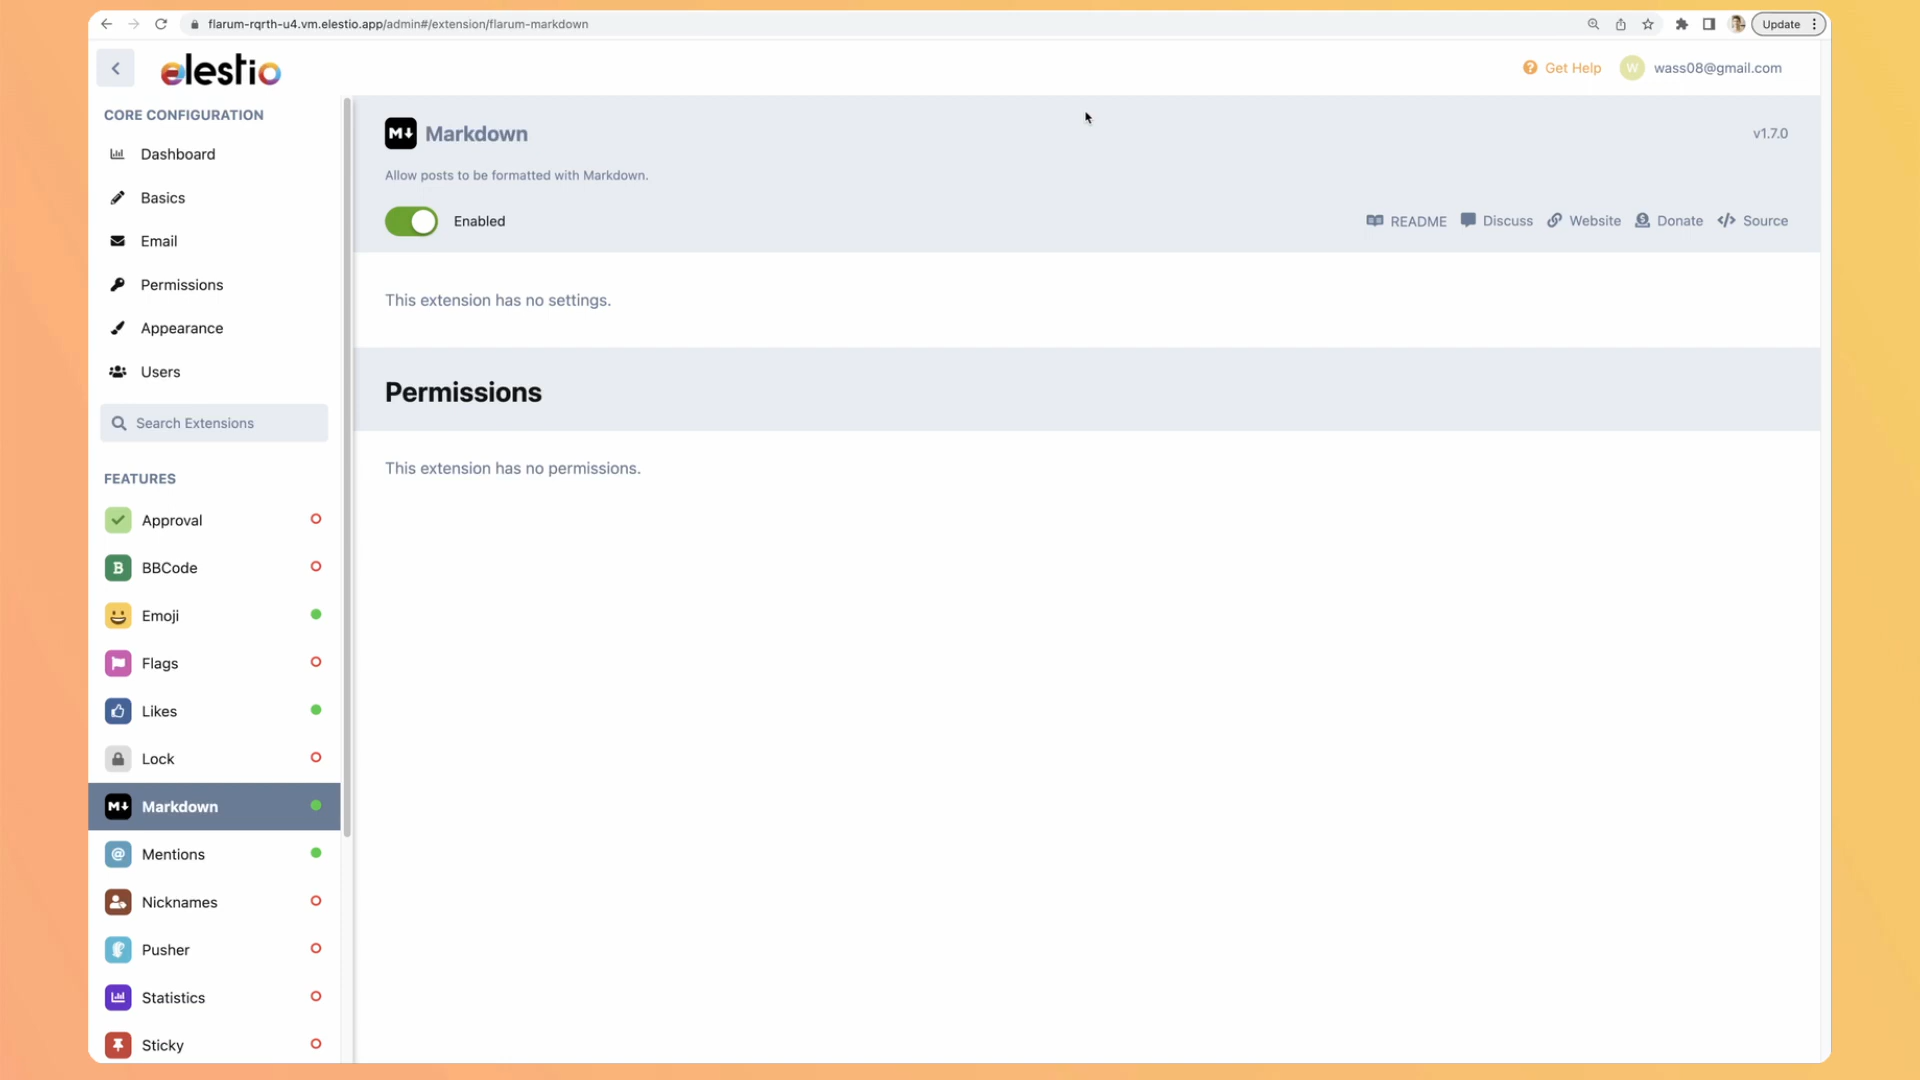 flarum-rqrth-u4.vm.elestio.app/admin#/extension/flarum-markdown
Update
elestio
Get Help
W
wass08@gmail.com
CORE CONFIGURATION
Dashboard
Basics
Email
Permissions
Appearance
Users
Search Extensions
FEATURES
Approval
B BBCode
Emoji
Flags
Likes
Lock
M Markdown
@ Mentions
Nicknames
Pusher
Statistics
Sticky
M Markdown
v1.7.0
Allow posts to be formatted with Markdown.
Enabled
README Discuss Website Donate </> Source
This extension has no settings.
Permissions
This extension has no permissions.